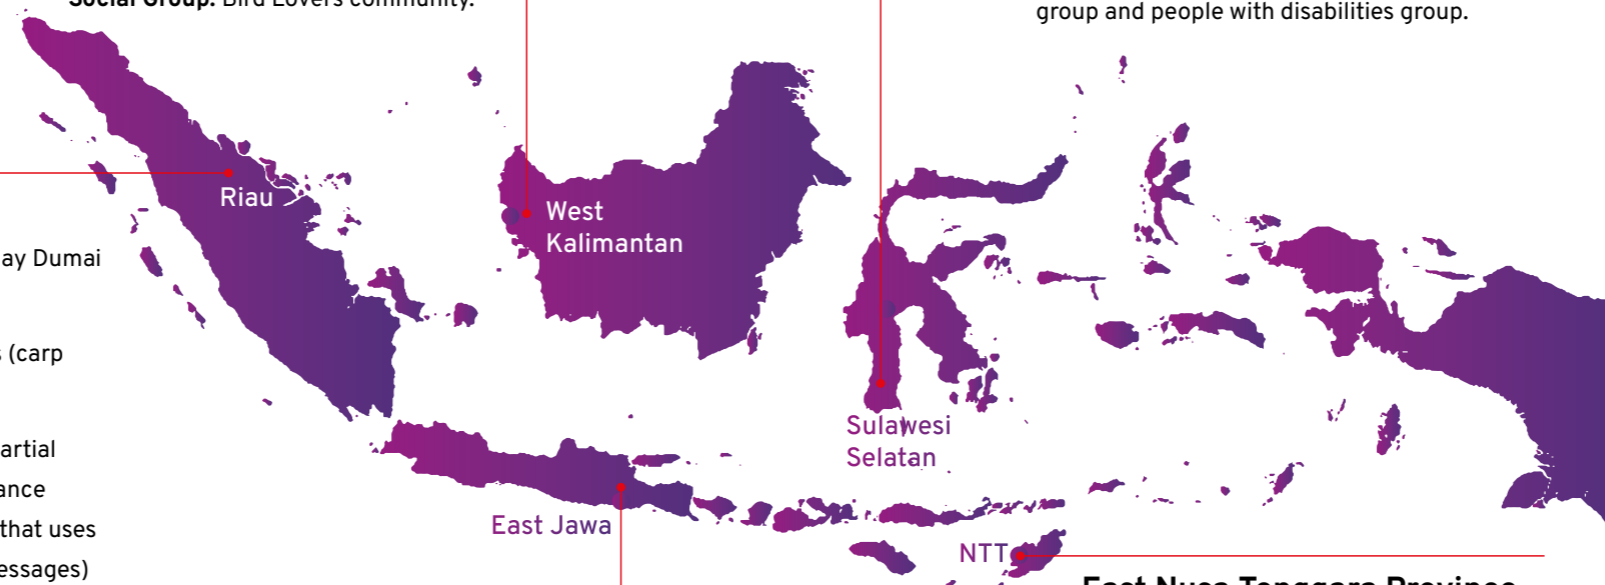 Social Group: Bird Lovers community.
group and people with disabilities group.
Riau
West
Kalimantan
ay Dumai
(carp
Sulawesi
Selatan
artial
ance
that uses
essages)
East Jawa
NTT
East Nusa Tenggara Province